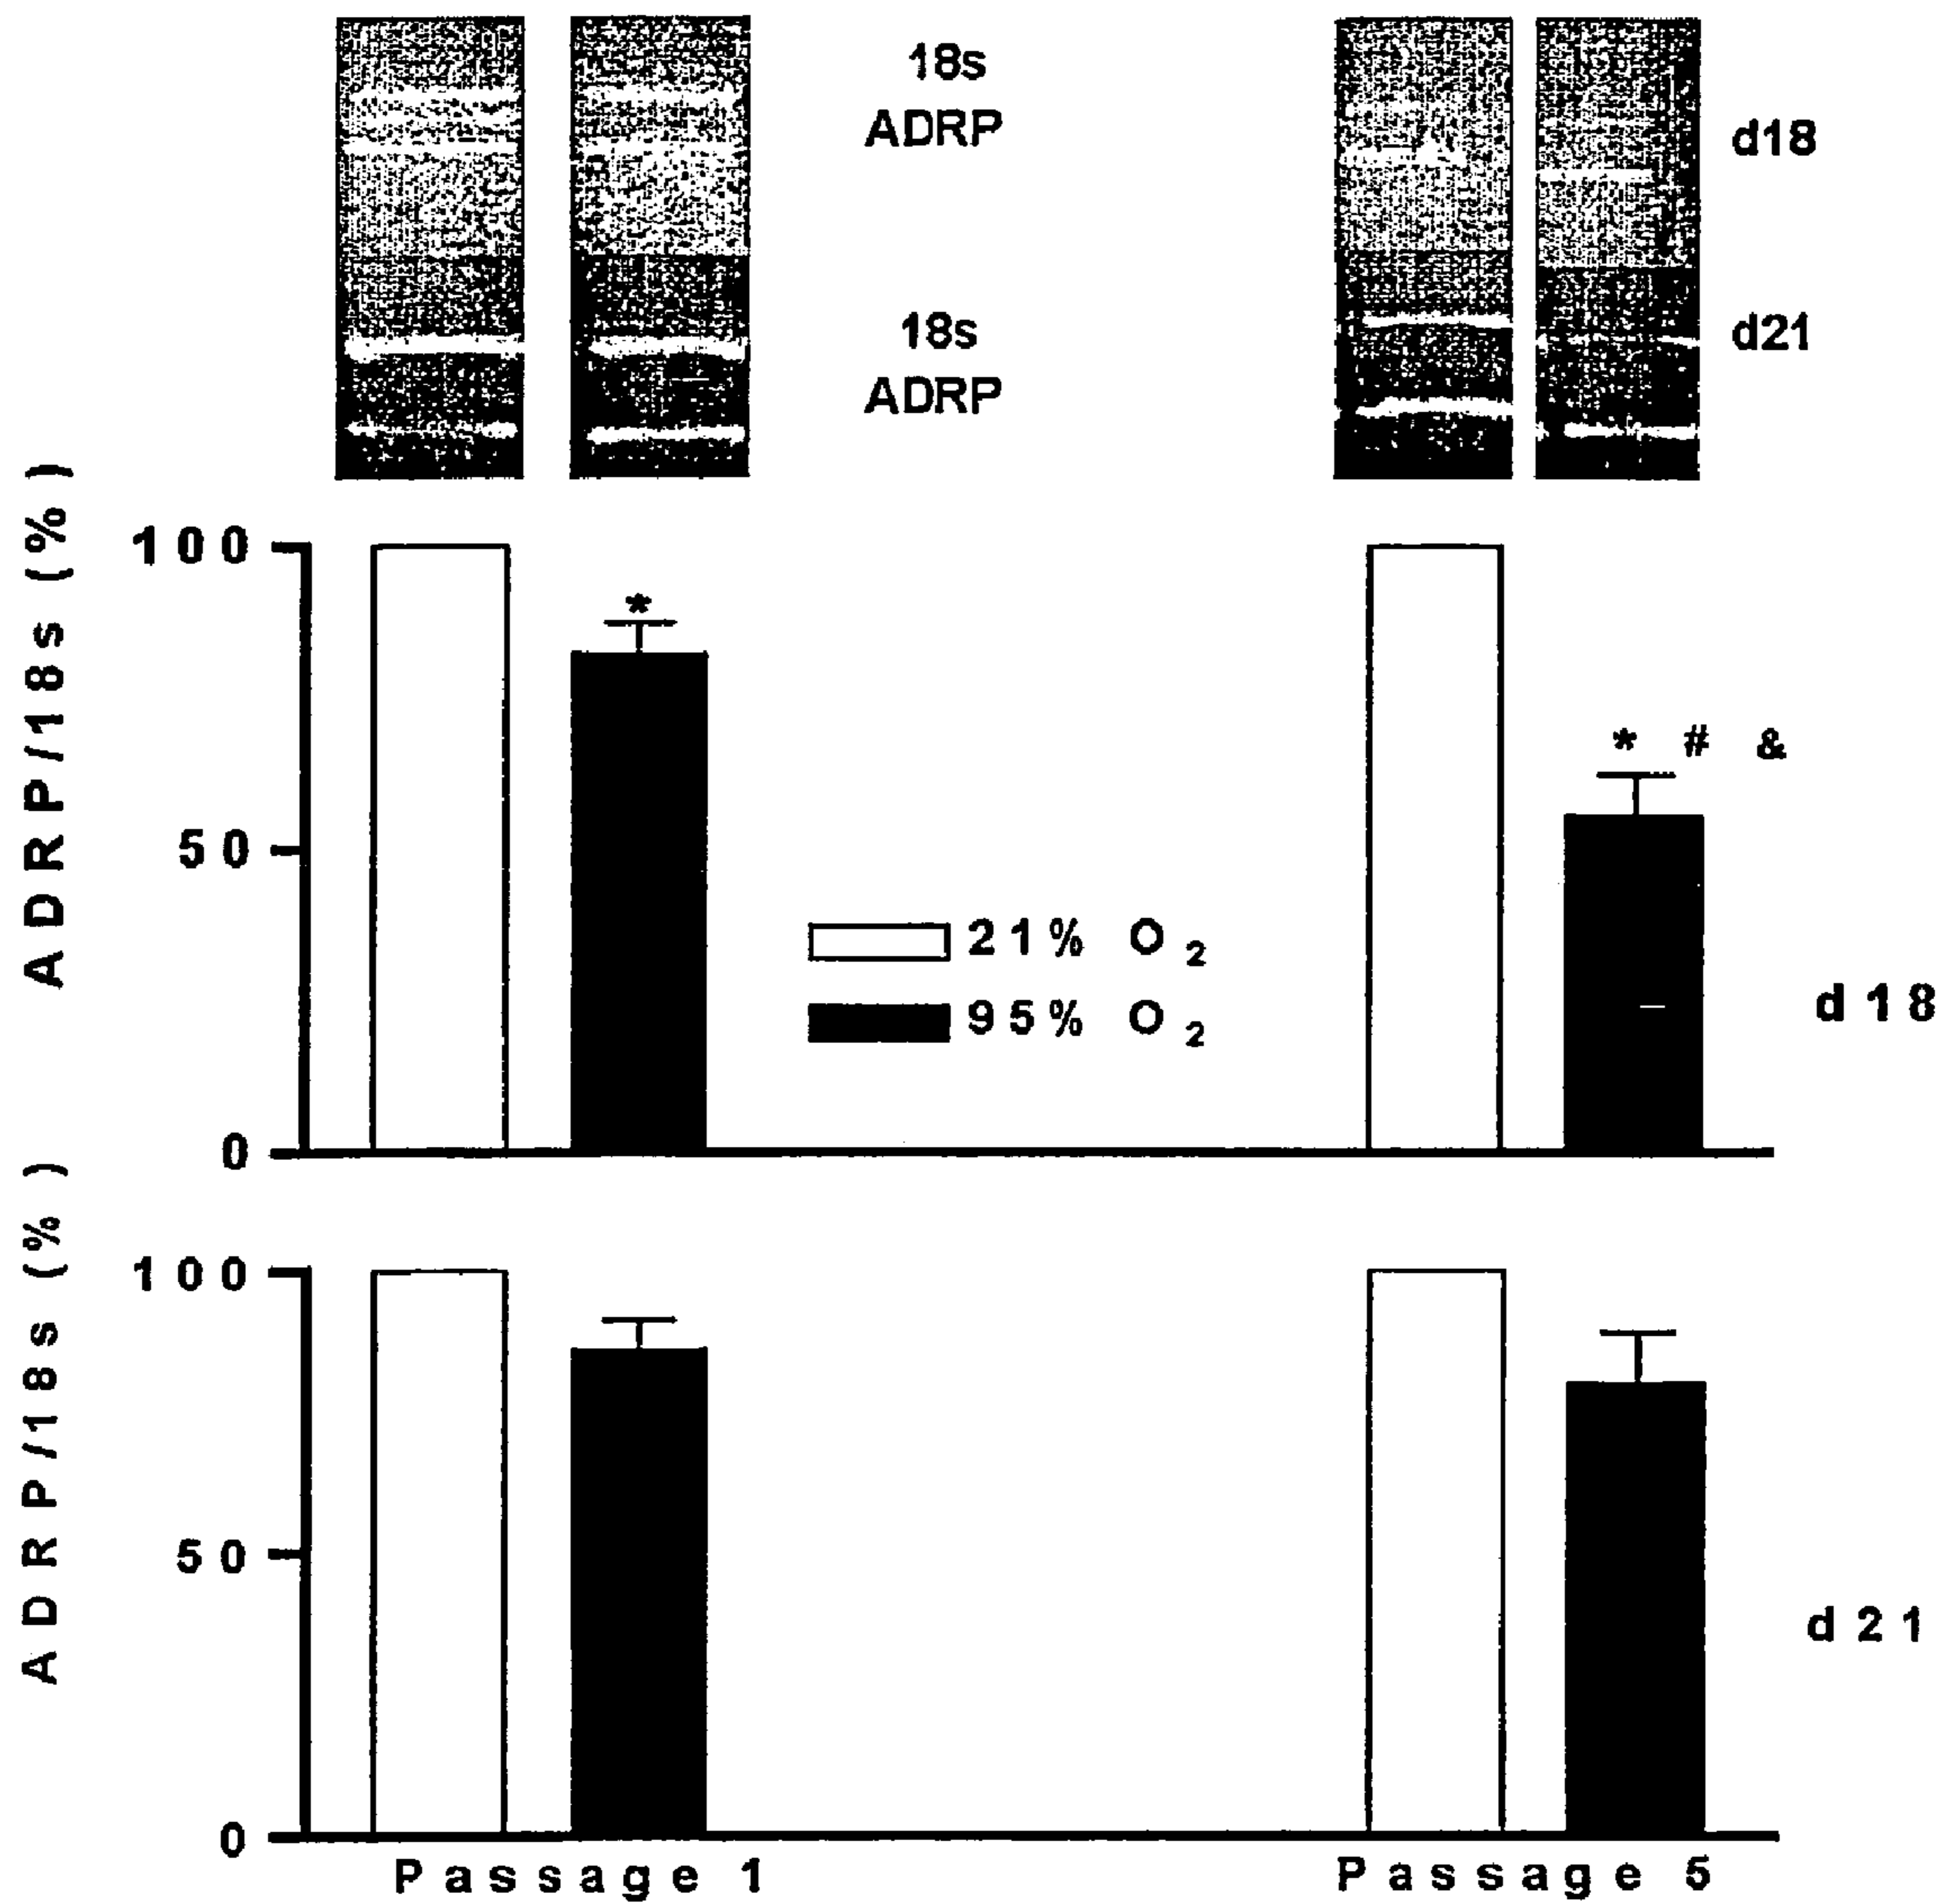 18s
ADRP
d18
18s
ADRP
d21
ADRP/18s (%)
100
50
0
*
* # &
21% O2
95% O2
d18
ADRP/18s (%)
100
50
0
d21
Passage 1
Passage 5